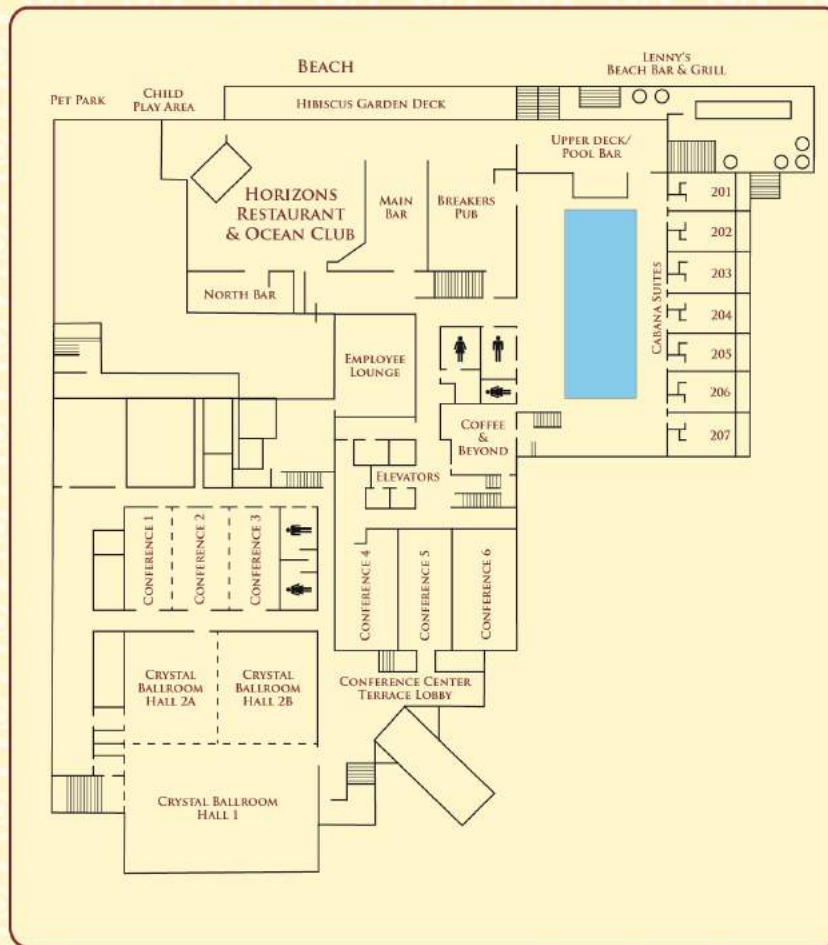 BEACH
LENNY'S
BEACH BAR & GRILL
PET PARK
CHILD
PLAY AREA
HIBISCUS GARDEN DECK
UPPER DECK/
POOL BAR
HORIZONS
RESTAURANT
& OCEAN CLUB
MAIN
BAR
BREAKERS
PUB
201
202
203
204
205
206
207
CABANA SUITES
NORTH BAR
EMPLOYEE
LOUNGE
COFFEE
&
BEYOND
ELEVATORS
CONFERENCE 1
CONFERENCE 2
CONFERENCE 3
CONFERENCE 4
CONFERENCE 5
CONFERENCE 6
CRYSTAL
BALLROOM
HALL 2A
CRYSTAL
BALLROOM
HALL 2B
CONFERENCE CENTER
TERRACE LOBBY
CRYSTAL BALLROOM
HALL 1